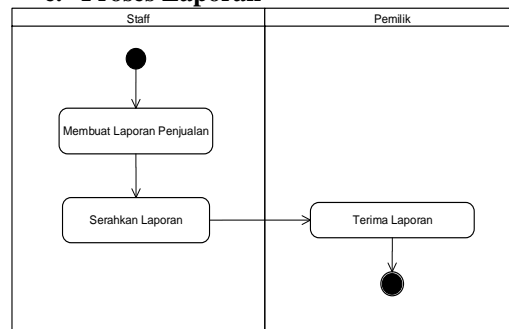 Proses Laporan
Staff
Pemilik
Membuat Laporan Penjualan
Serahkan Laporan
Terima Laporan